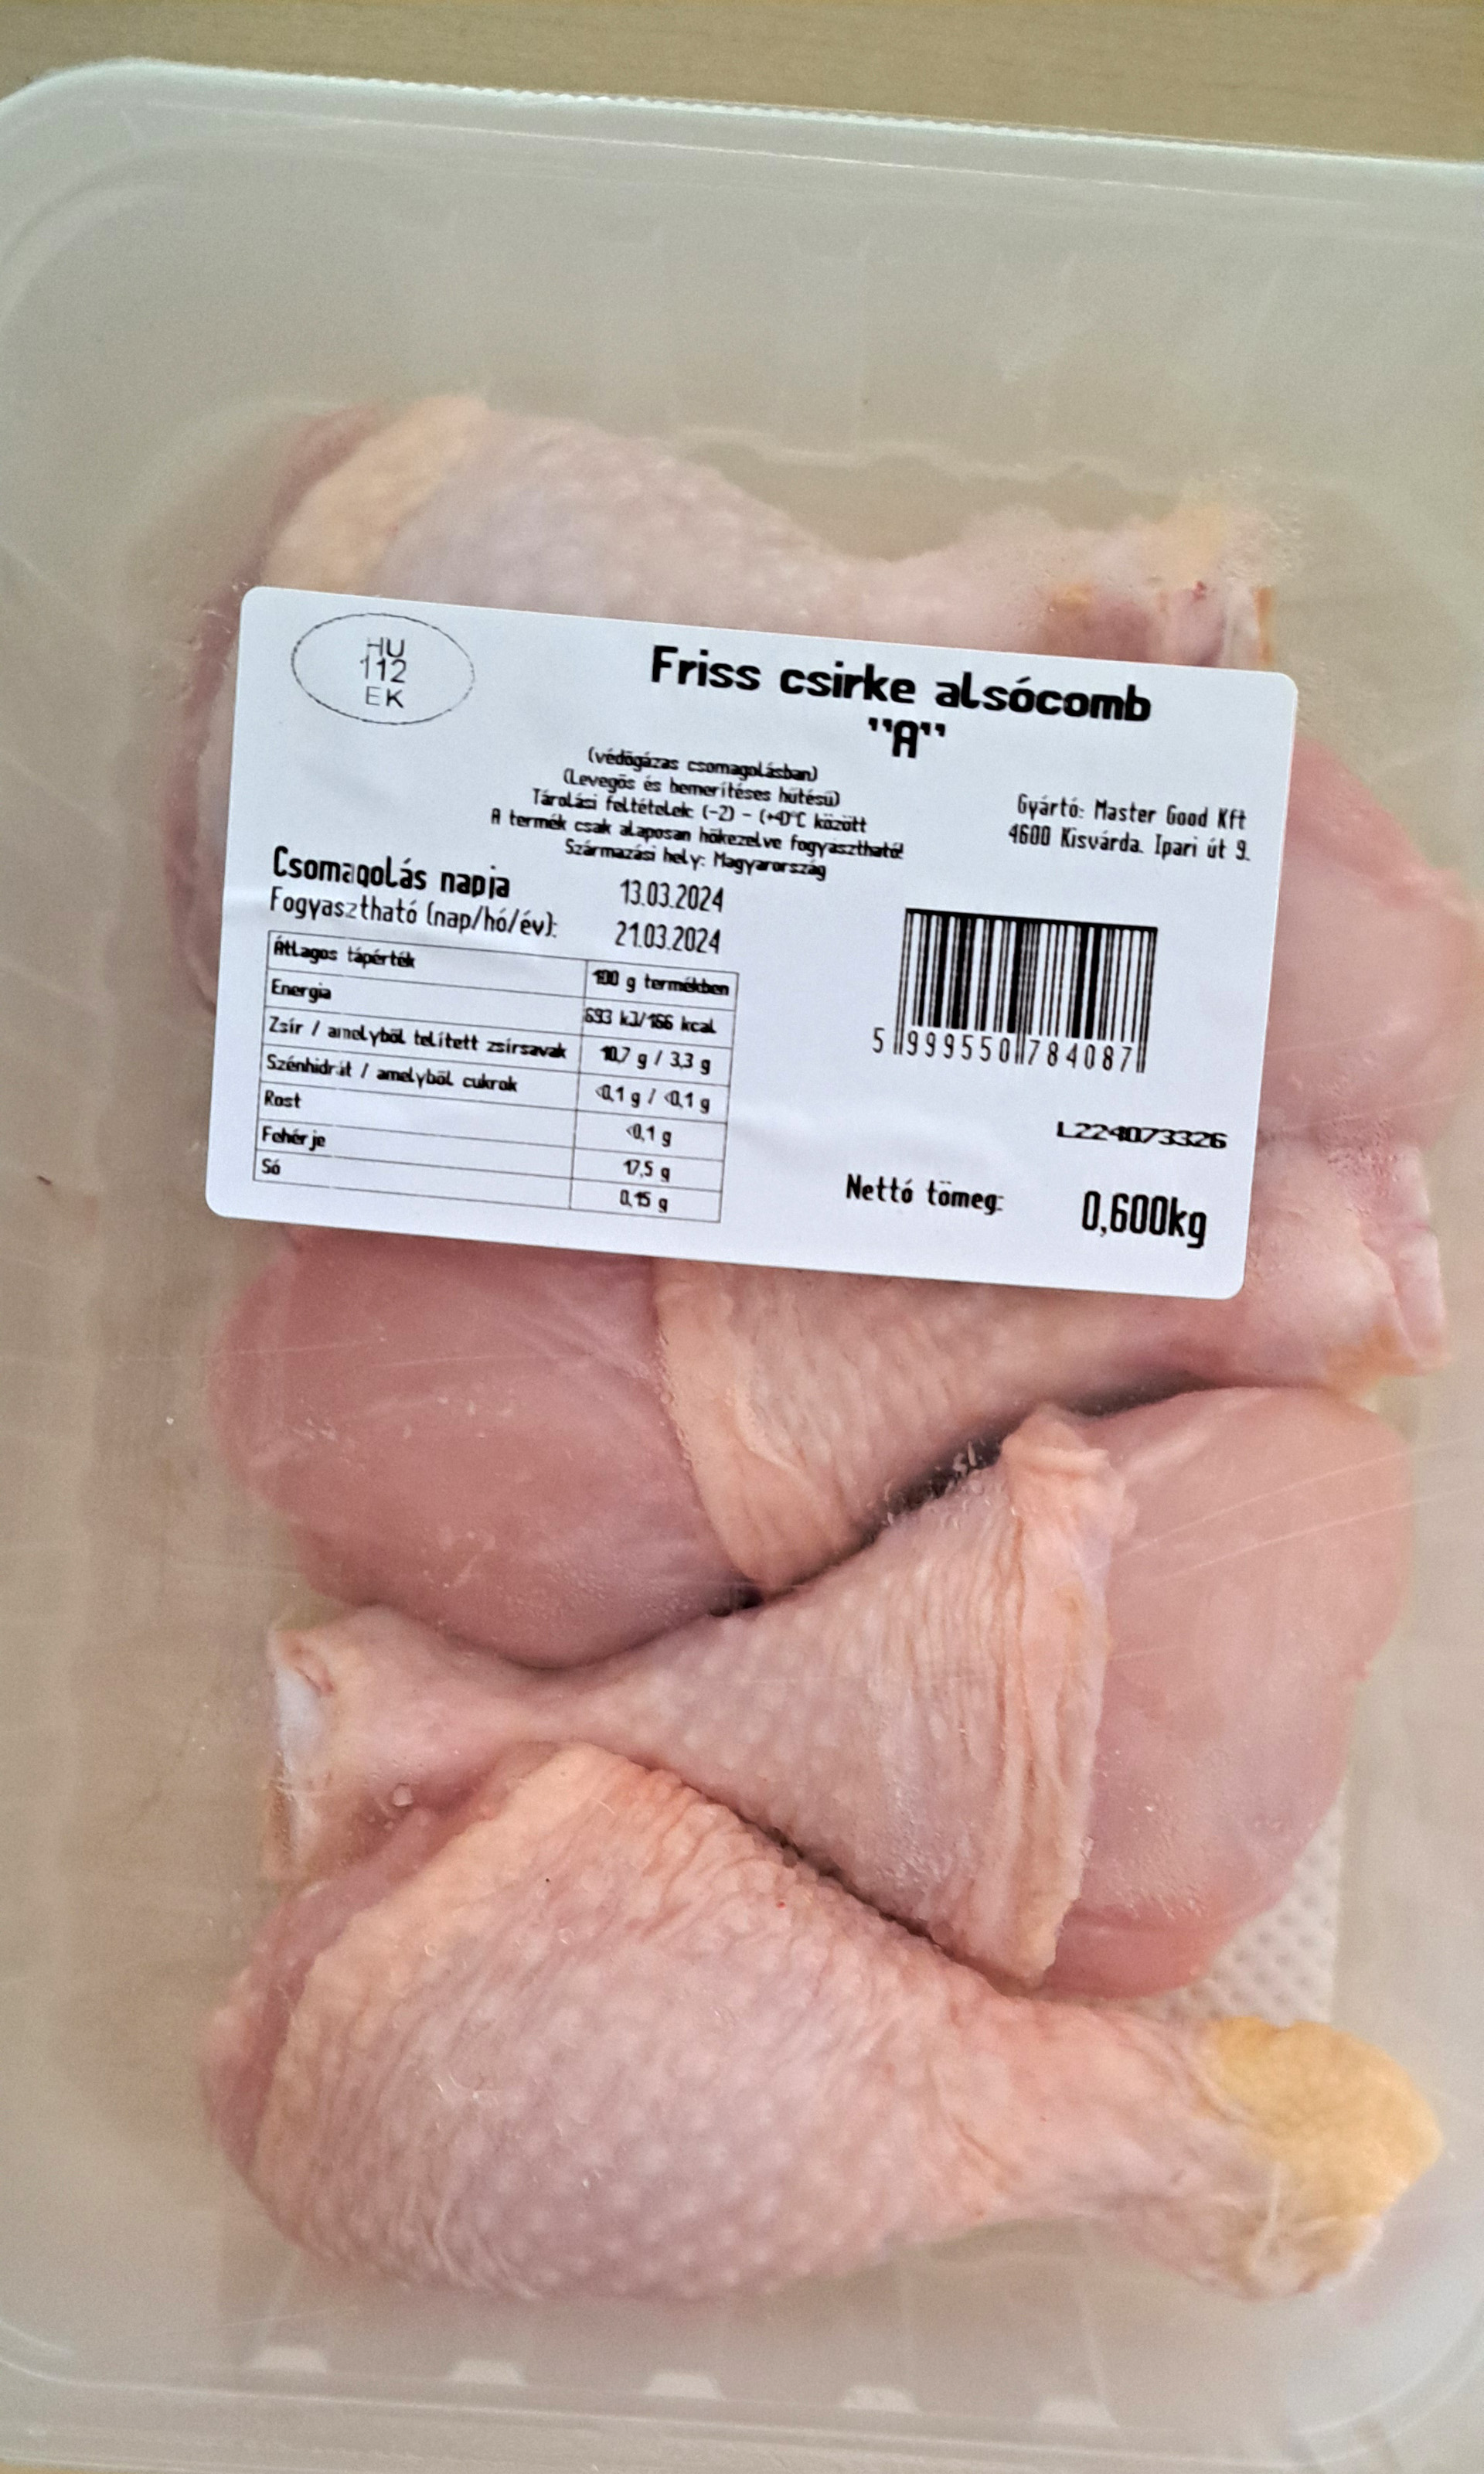 HU
112
EK
Friss csirke alsócomb
"A"
(védőgázas csomagolásban)
(Levegős és bemerítéses hűtésű)
Tárolási feltételek: (-2) - (+4)°C között
A termék csak alaposan hőkezelve fogyasztható!
Származási hely: Magyarország
Gyártó: Master Good Kft
4600 Kisvárda. Ipari út 9.
Csomagolás napja 13.03.2024
Fogyasztható (nap/hó/év): 21.03.2024
Átlagos tápérték 100 g termékben
Energia 693 kJ/166 kcal
Zsír / amelyből telített zsírsavak 10,7 g / 3,3 g
Szénhidrát / amelyből cukrok <0,1 g / <0,1 g
Rost <0,1 g
Fehérje 17,5 g
Só 0,15 g
5 999550 784087
L224073326
Nettó tömeg: 0,600kg